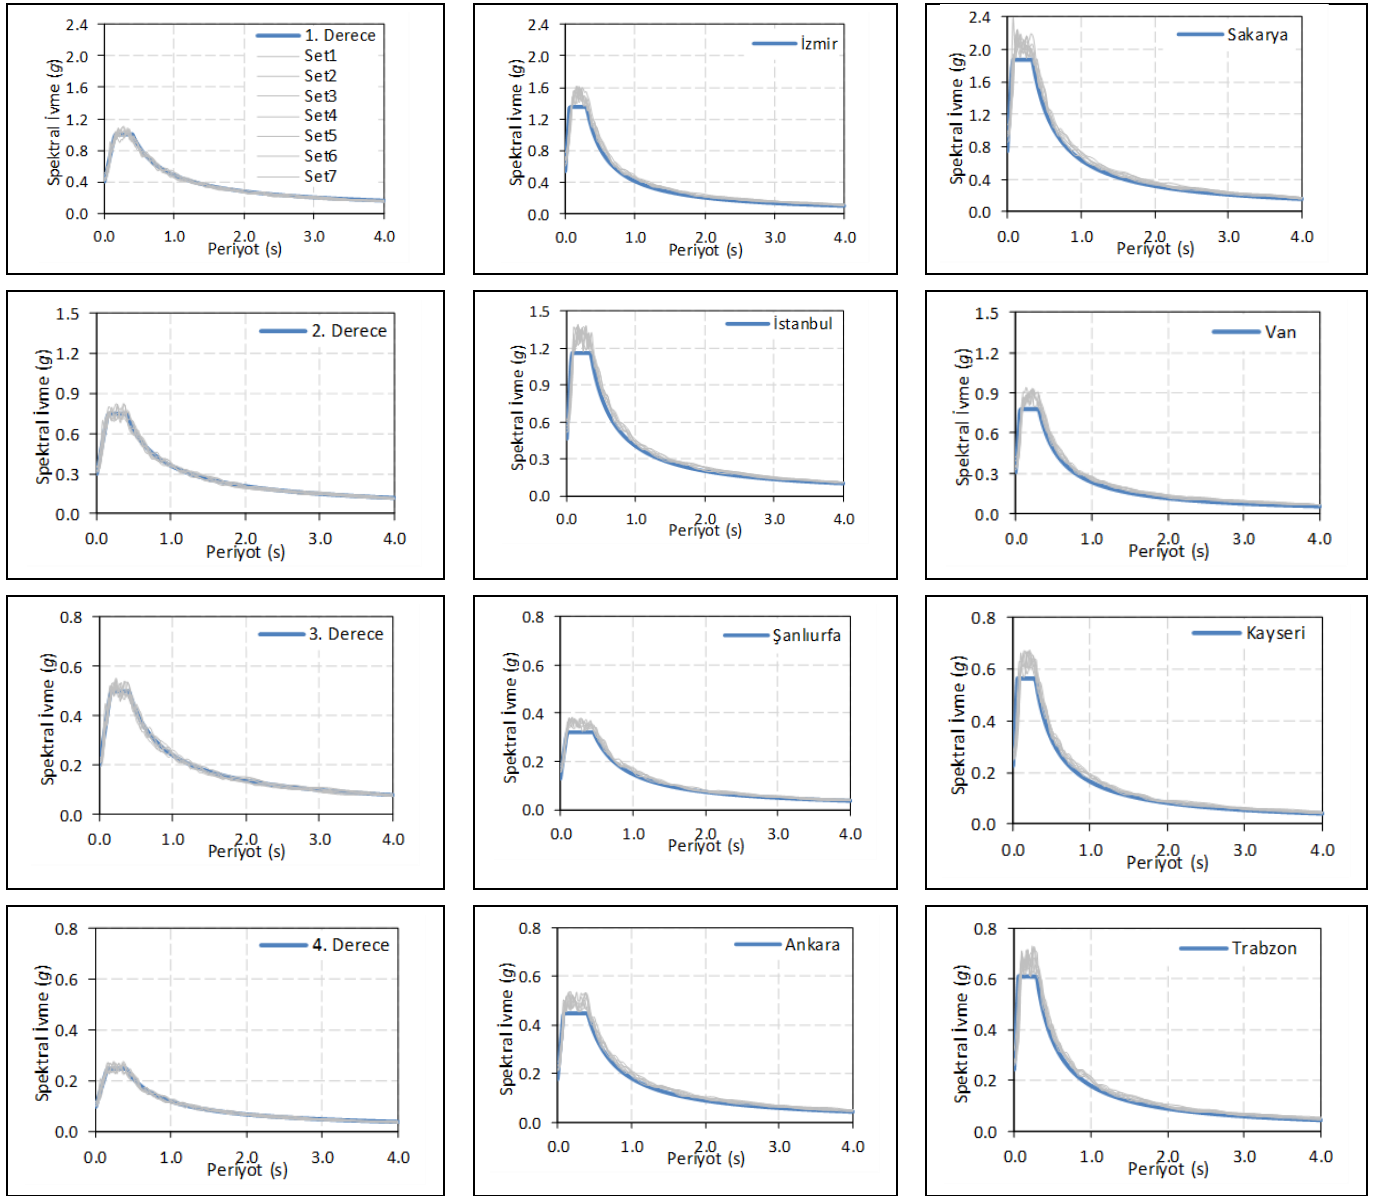 2.4
2.0
1.6
1.2
0.8
0.4
0.0
Spektral İvme (g)
1. Derece
Set1
Set2
Set3
Set4
Set5
Set6
Set7
0.0 1.0 2.0 3.0 4.0
Periyot (s)
2.4
2.0
1.6
1.2
0.8
0.4
0.0
Spektral İvme (g)
İzmir
0.0 1.0 2.0 3.0 4.0
Periyot (s)
2.4
2.0
1.6
1.2
0.8
0.4
0.0
Spektral İvme (g)
Sakarya
0.0 1.0 2.0 3.0 4.0
Periyot (s)
1.5
1.2
0.9
0.6
0.3
0.0
Spektral İvme (g)
2. Derece
0.0 1.0 2.0 3.0 4.0
Periyot (s)
1.5
1.2
0.9
0.6
0.3
0.0
Spektral İvme (g)
İstanbul
0.0 1.0 2.0 3.0 4.0
Periyot (s)
1.5
1.2
0.9
0.6
0.3
0.0
Spektral İvme (g)
Van
0.0 1.0 2.0 3.0 4.0
Periyot (s)
0.8
0.6
0.4
0.2
0.0
Spektral İvme (g)
3. Derece
0.0 1.0 2.0 3.0 4.0
Periyot (s)
0.8
0.6
0.4
0.2
0.0
Spektral İvme (g)
Şanlıurfa
0.0 1.0 2.0 3.0 4.0
Periyot (s)
0.8
0.6
0.4
0.2
0.0
Spektral İvme (g)
Kayseri
0.0 1.0 2.0 3.0 4.0
Periyot (s)
0.8
0.6
0.4
0.2
0.0
Spektral İvme (g)
4. Derece
0.0 1.0 2.0 3.0 4.0
Periyot (s)
0.8
0.6
0.4
0.2
0.0
Spektral İvme (g)
Ankara
0.0 1.0 2.0 3.0 4.0
Periyot (s)
0.8
0.6
0.4
0.2
0.0
Spektral İvme (g)
Trabzon
0.0 1.0 2.0 3.0 4.0
Periyot (s)